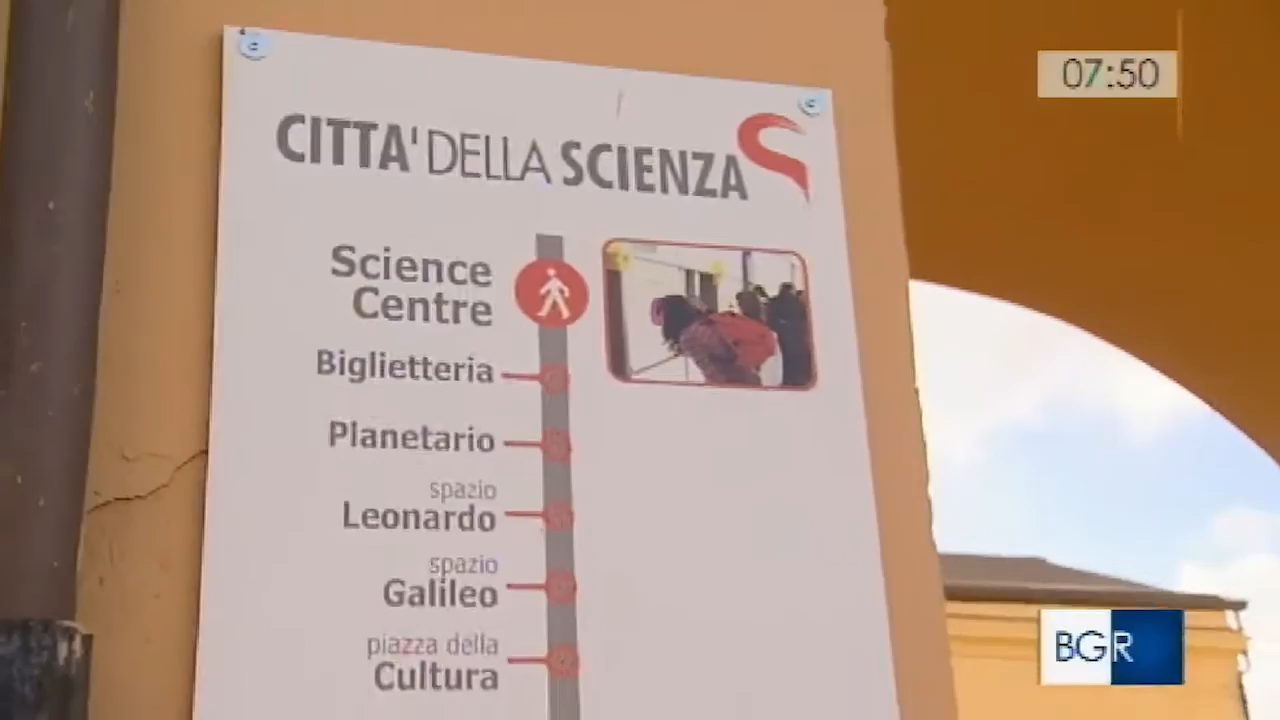 07:50
CITTA' DELLA SCIENZA
Science
Centre
Biglietteria
Planetario
spazio
Leonardo
spazio
Galileo
piazza della
Cultura
BGR